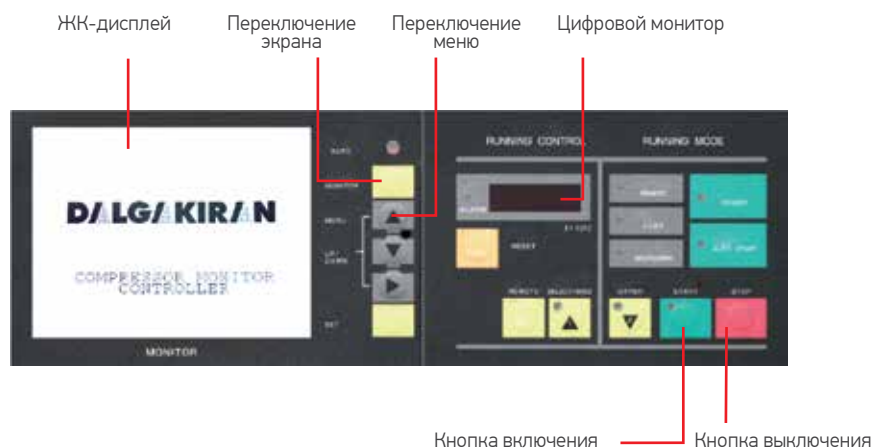 ЖК-дисплей
Переключение
экрана
Переключение
меню
Цифровой монитор
RUNNING CONTROL
RUNNING MODE
MONITOR
MENU
DALGAKIRAN
COMPRESSOR MONITOR
CONTROLLER
RESET
REMOTE
START
STOP
SET
MONITOR
Кнопка включения
Кнопка выключения